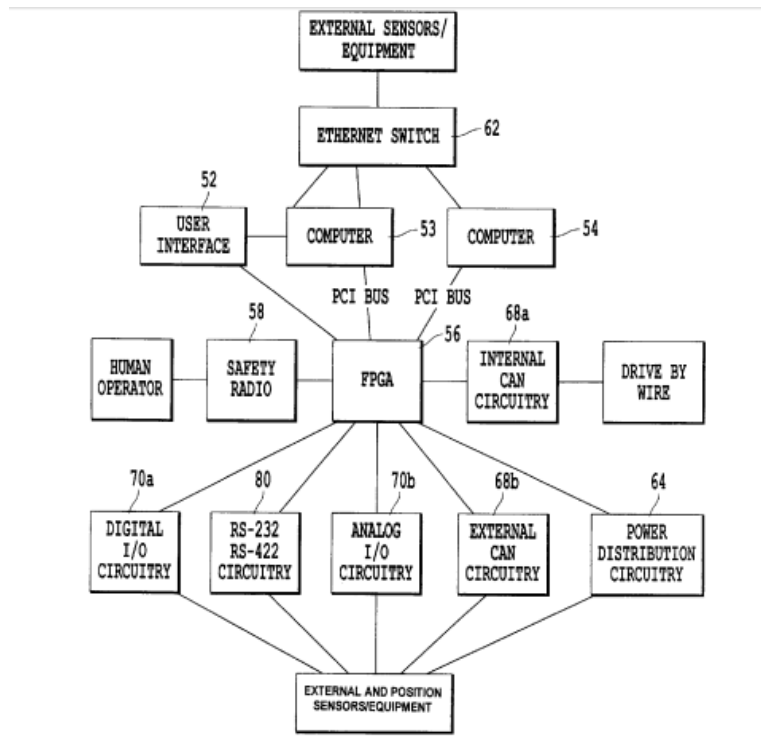 EXTERNAL SENSORS/
EQUIPMENT
ETHERNET SWITCH
62
52
USER
INTERFACE
COMPUTER
53
COMPUTER
54
PCI BUS
PCI BUS
58
56
68a
HUMAN
OPERATOR
SAFETY
RADIO
FPGA
INTERNAL
CAN
CIRCUITRY
DRIVE BY
WIRE
70a
80
70b
68b
64
DIGITAL
I/O
CIRCUITRY
RS-232
RS-422
CIRCUITRY
ANALOG
I/O
CIRCUITRY
EXTERNAL
CAN
CIRCUITRY
POWER
DISTRIBUTION
CIRCUITRY
EXTERNAL AND POSITION
SENSORS/EQUIPMENT